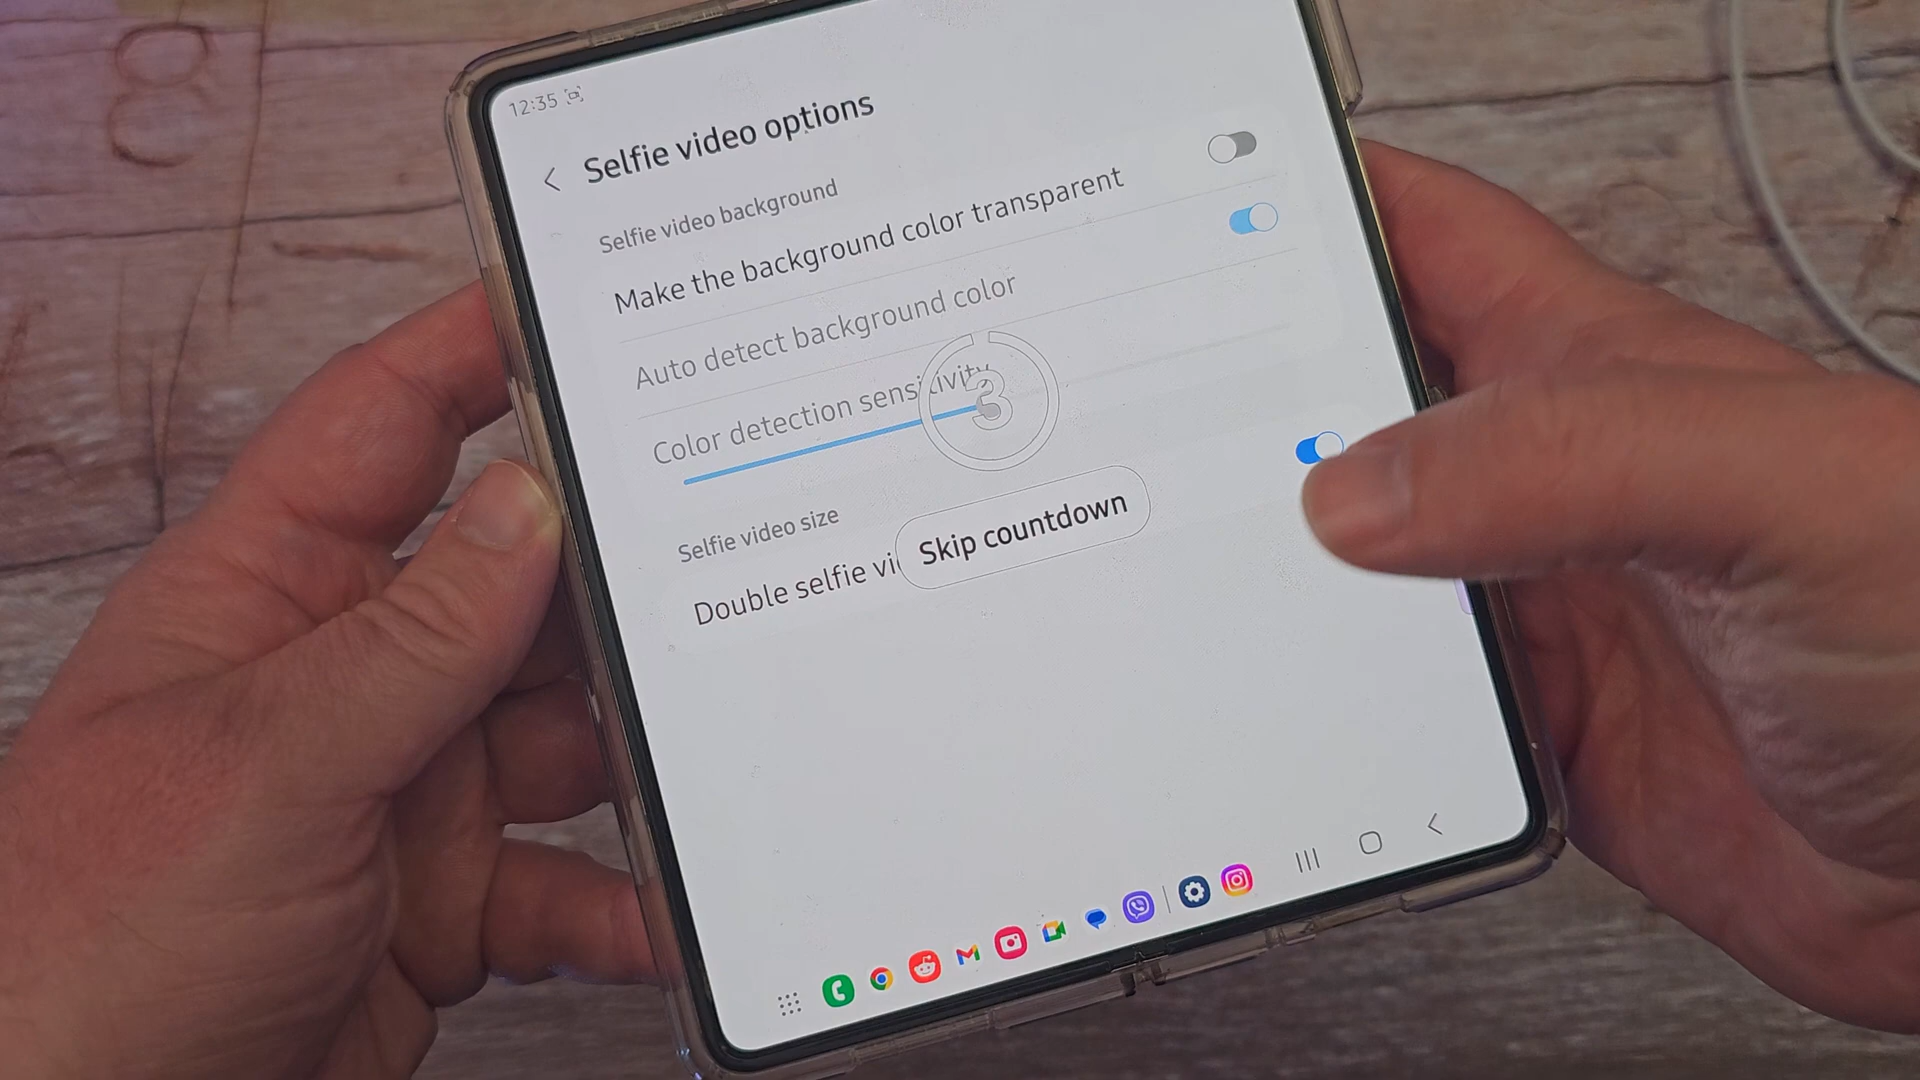 12:35
Selfie video options
Selfie video background
Make the background color transparent
Auto detect background color
Color detection sensitivity
3
Selfie video size
Skip countdown
Double selfie vi